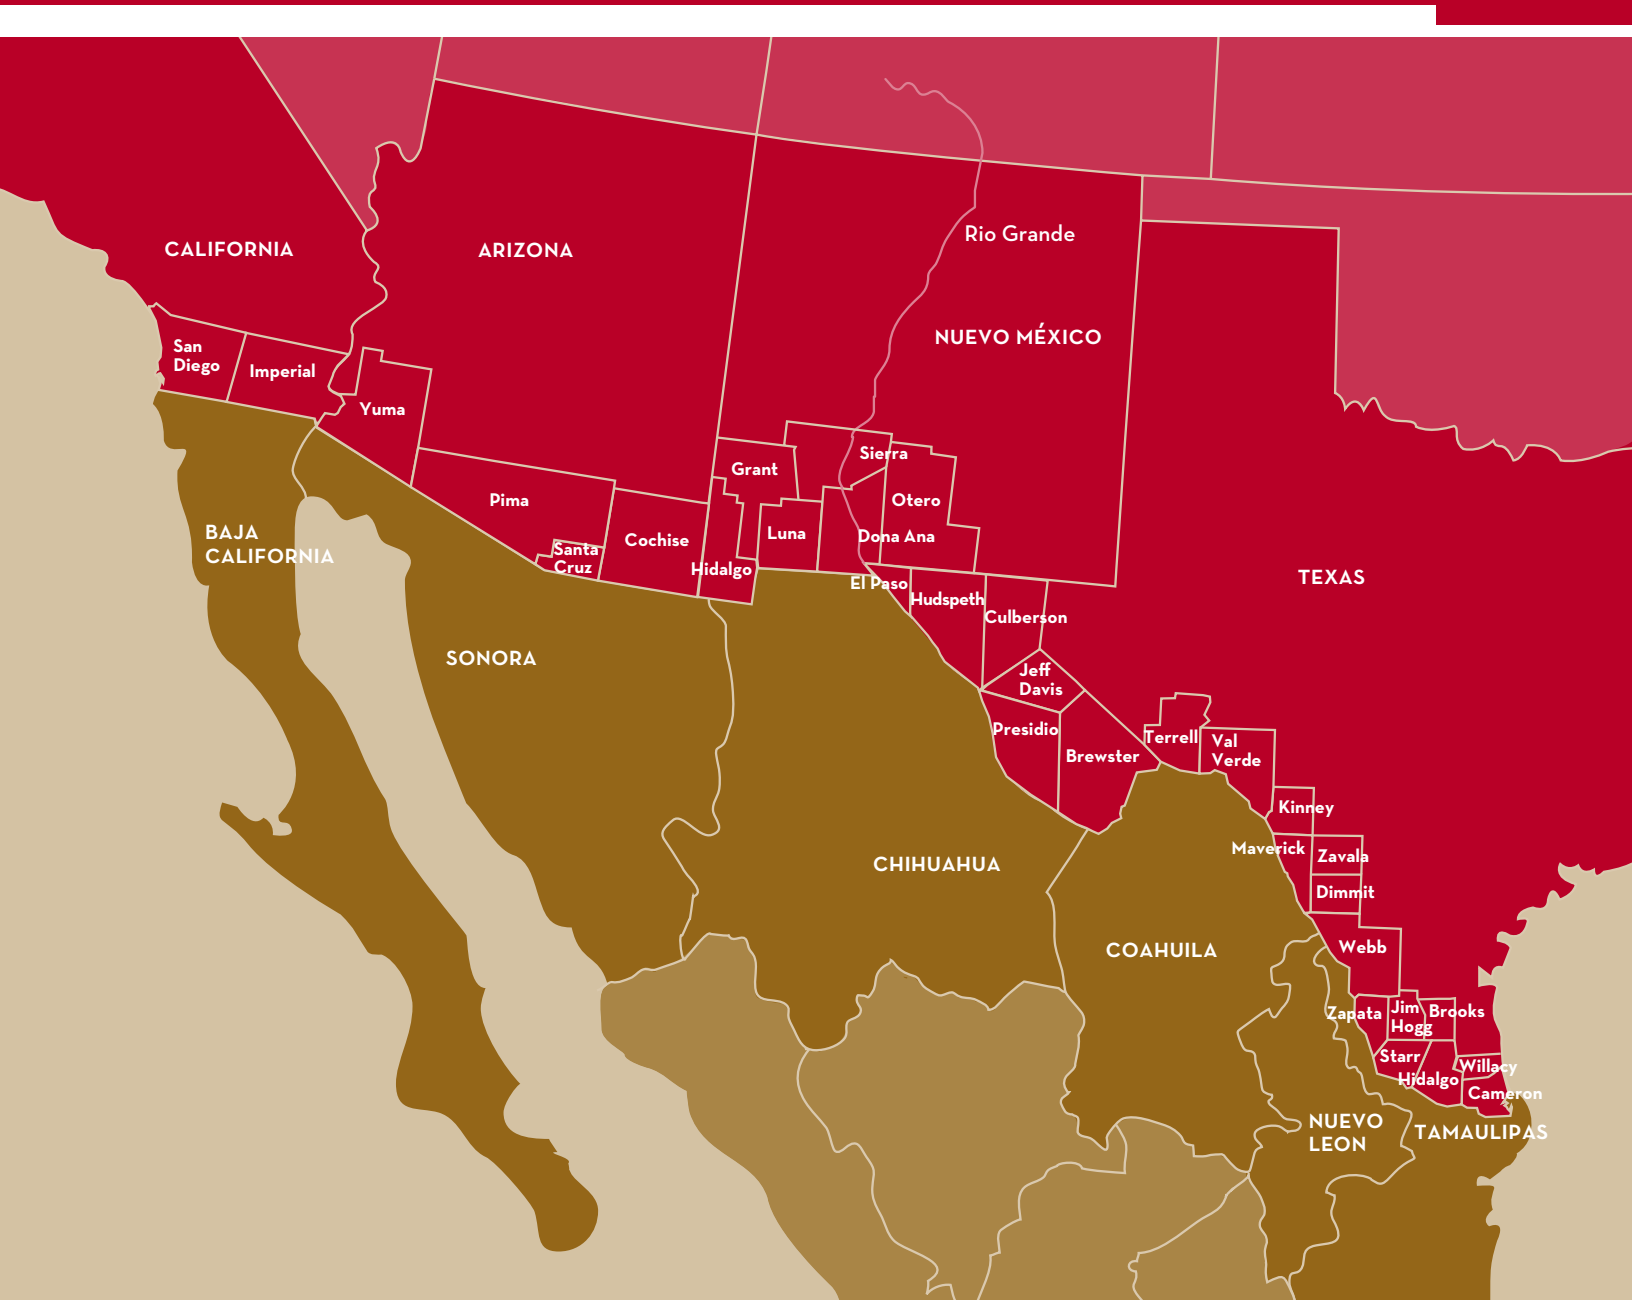 Rio Grande
CALIFORNIA
ARIZONA
NUEVO MÉXICO
San
Diego
Imperial
Yuma
Grant
Sierra
Pima
Otero
BAJA
CALIFORNIA
Santa
Cruz
Cochise
Luna
Dona Ana
Hidalgo
El Paso
Hudspeth
Culberson
TEXAS
SONORA
Jeff
Davis
Presidio
Brewster
Terrell
Val
Verde
Kinney
Maverick
Zavala
CHIHUAHUA
Dimmit
COAHUILA
Webb
Zapata
Jim
Hogg
Brooks
Starr
Hidalgo
Willacy
Cameron
NUEVO
LEON
TAMAULIPAS